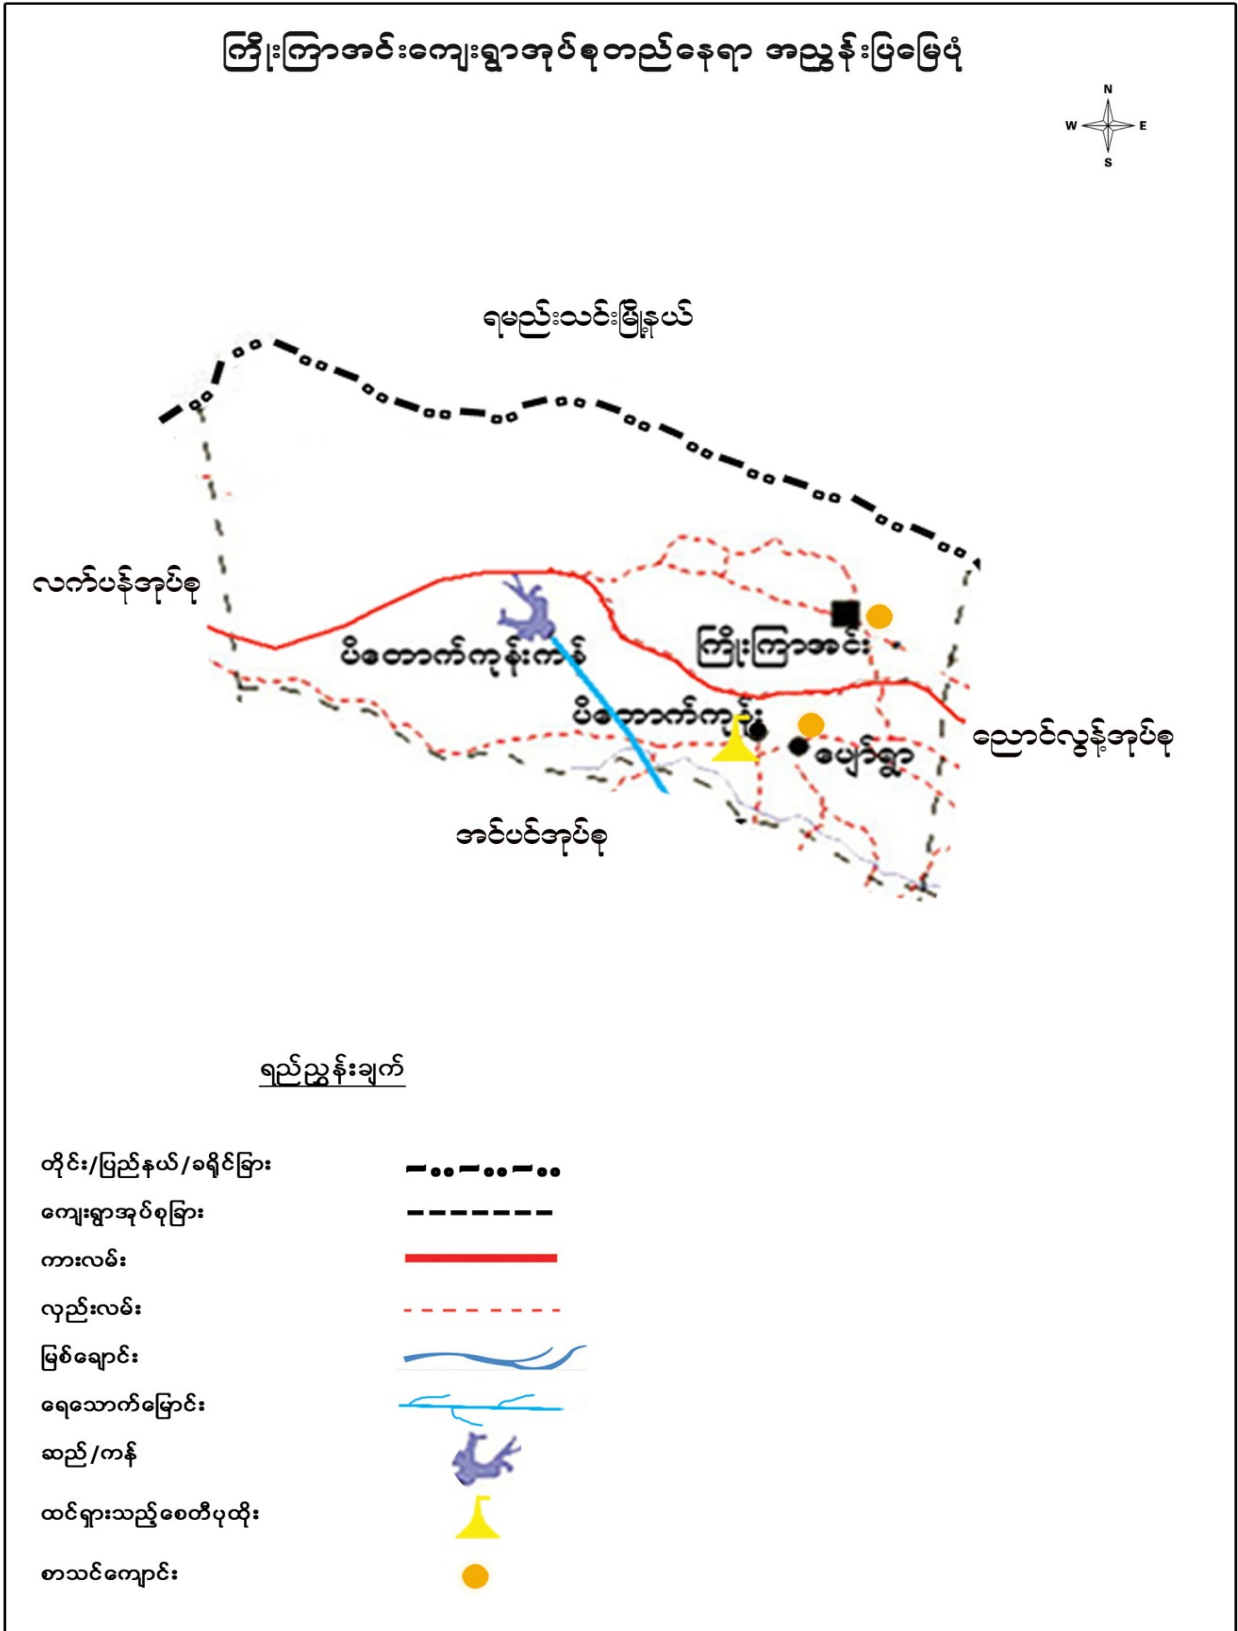 ကြိုးကြာအင်းကျေးရွာအုပ်စုတည်နေရာ အညွှန်းပြမြေပုံ
N
W E
S
ရမည်းသင်းမြို့နယ်
လက်ပန်အုပ်စု
ပိတောက်ကုန်းကန်
ကြိုးကြာအင်း
ပိတောက်ကုန်း
ပျော်ရွာ
ညောင်လွန့်အုပ်စု
အင်ပင်အုပ်စု
ရည်ညွှန်းချက်
တိုင်း/ပြည်နယ်/ခရိုင်ခြား
ကျေးရွာအုပ်စုခြား
ကားလမ်း
လှည်းလမ်း
မြစ်ချောင်း
ရေသောက်မြောင်း
ဆည်/ကန်
ထင်ရှားသည့်စေတီပုထိုး
စာသင်ကျောင်း